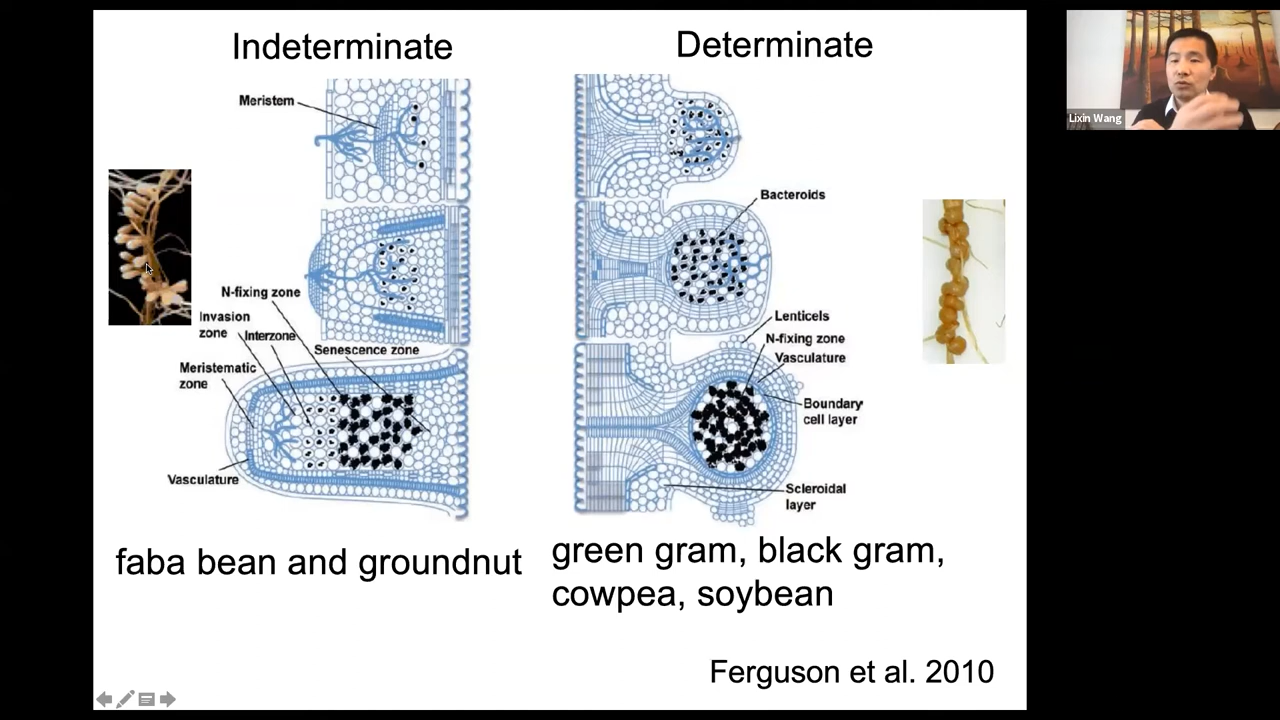 Indeterminate
Determinate
Meristem
N-fixing zone
Invasion
zone
Interzone
Senescence zone
Meristematic
zone
Vasculature
Bacteroids
Lenticels
N-fixing zone
Vasculature
Boundary
cell layer
Scleroidal
layer
faba bean and groundnut
green gram, black gram,
cowpea, soybean
Ferguson et al. 2010
Lixin Wang